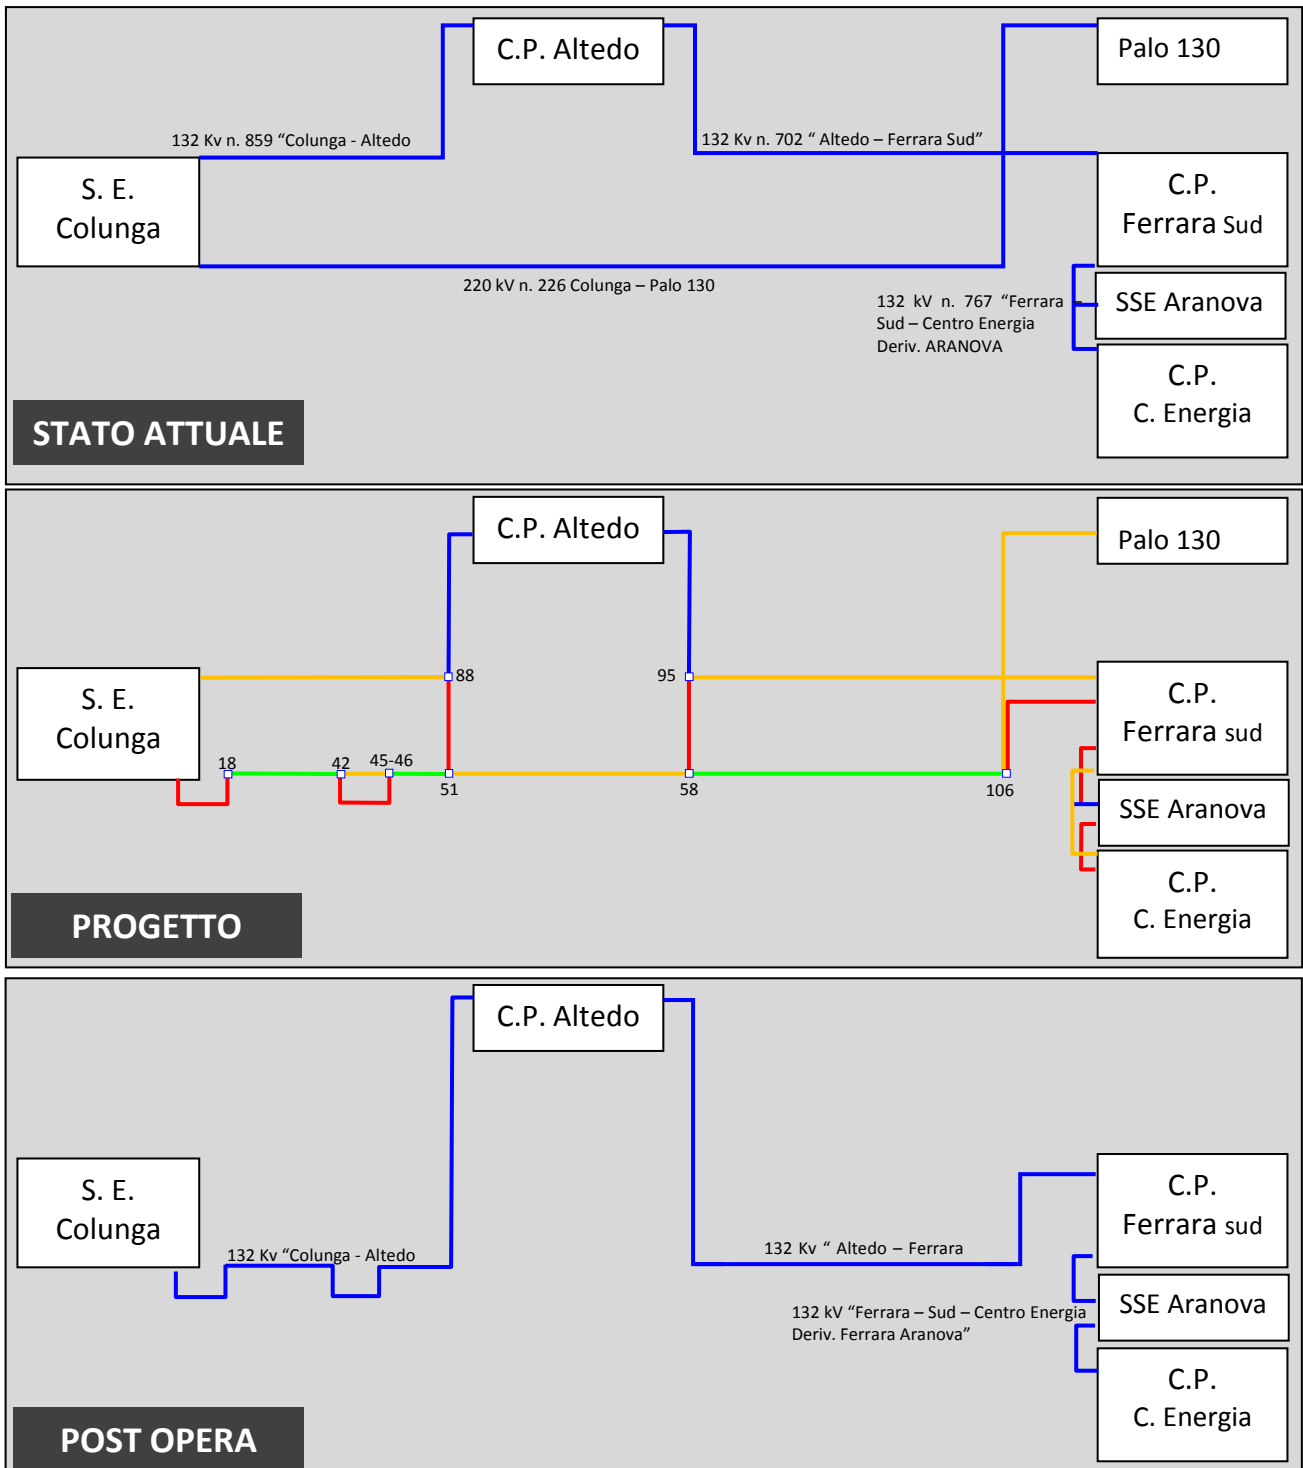 C.P. Altedo
Palo 130
132 Kv n. 859 “Colunga - Altedo
132 Kv n. 702 “ Altedo – Ferrara Sud”
S. E.
Colunga
C.P.
Ferrara Sud
220 kV n. 226 Colunga – Palo 130
132 kV n. 767 “Ferrara –
Sud – Centro Energia
Deriv. ARANOVA
SSE Aranova
C.P.
C. Energia
STATO ATTUALE
C.P. Altedo
Palo 130
88
95
S. E.
Colunga
C.P.
Ferrara sud
18
42
45-46
51
58
106
SSE Aranova
C.P.
C. Energia
PROGETTO
C.P. Altedo
S. E.
Colunga
C.P.
Ferrara sud
132 Kv “Colunga - Altedo
132 Kv “ Altedo – Ferrara
132 kV “Ferrara – Sud – Centro Energia
Deriv. Ferrara Aranova”
SSE Aranova
C.P.
C. Energia
POST OPERA